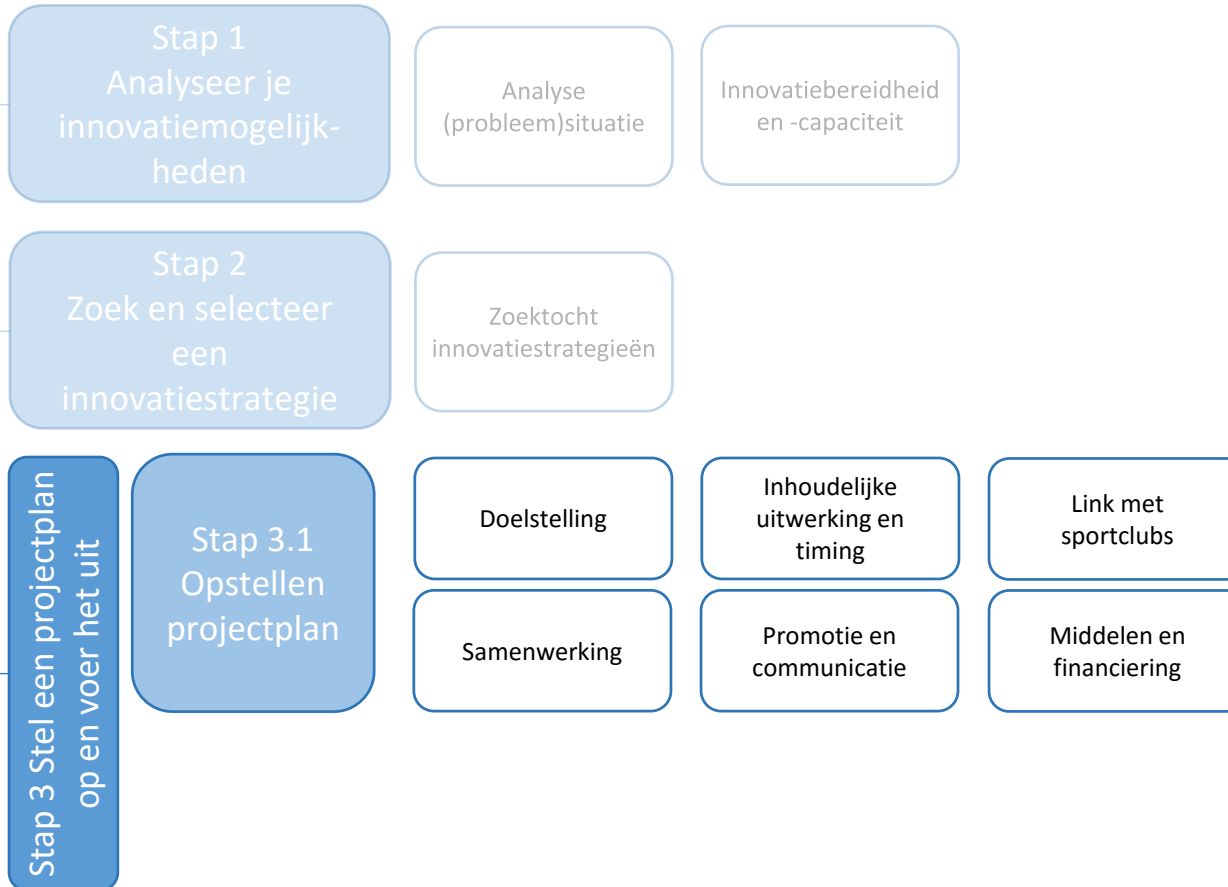 Stap 1
Analyseer je
innovatiemogelijk-
heden
Analyse
(probleem)situatie
Innovatiebereidheid
en -capaciteit
Stap 2
Zoek en selecteer
een
innovatiestrategie
Zoektocht
innovatiestrategieën
Stap 3 Stel een projectplan
op en voer het uit
Stap 3.1
Opstellen
projectplan
Doelstelling
Inhoudelijke
uitwerking en
timing
Link met
sportclubs
Samenwerking
Promotie en
communicatie
Middelen en
financiering